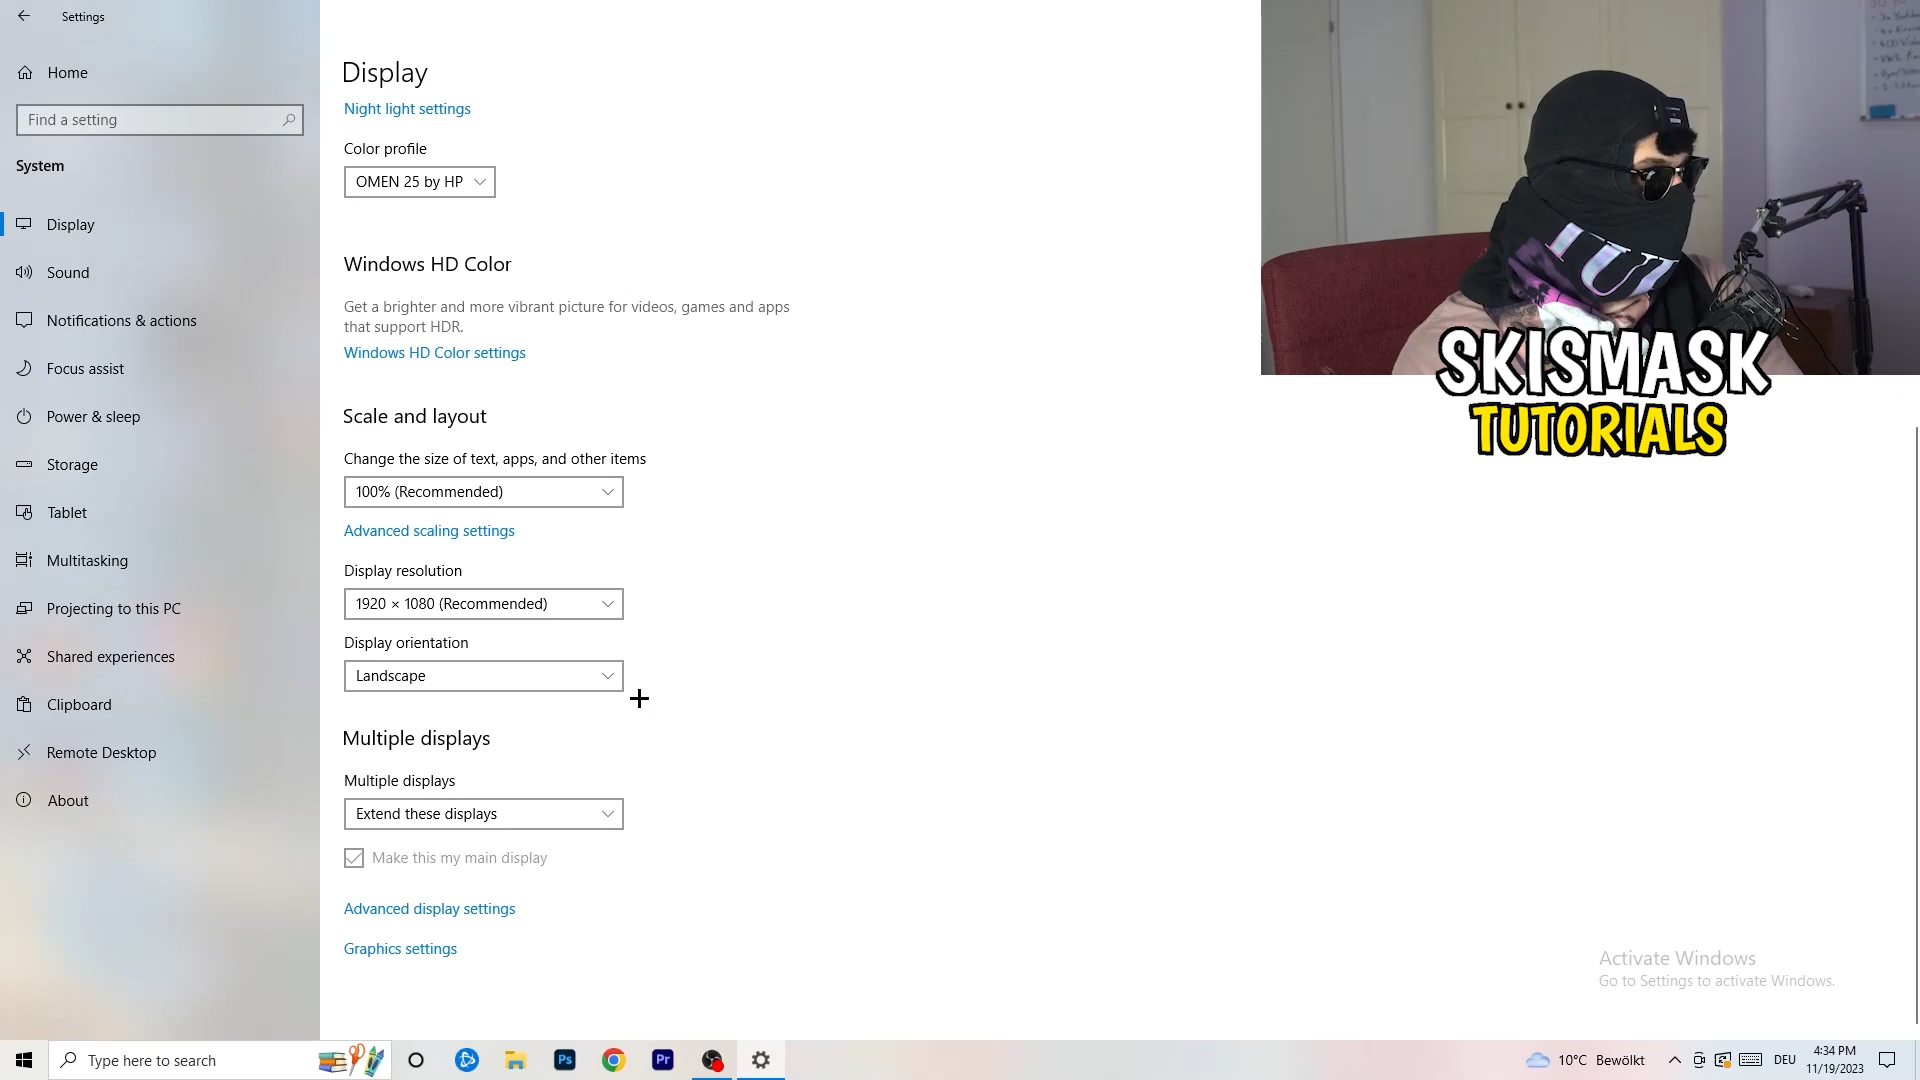 Settings
Home
Find a setting
System
Display
Sound
Notifications & actions
Focus assist
Power & sleep
Storage
Tablet
Multitasking
Projecting to this PC
Shared experiences
Clipboard
Remote Desktop
About
Display
Night light settings
Color profile
OMEN 25 by HP
Windows HD Color
Get a brighter and more vibrant picture for videos, games and apps
that support HDR.
Windows HD Color settings
Scale and layout
Change the size of text, apps, and other items
100% (Recommended)
Advanced scaling settings
Display resolution
1920 × 1080 (Recommended)
Display orientation
Landscape
Multiple displays
Multiple displays
Extend these displays
Make this my main display
Advanced display settings
Graphics settings
SKISMASK
TUTORIALS
Activate Windows
Go to Settings to activate Windows.
Type here to search
Ps
Pr
10°C Bewölkt
DEU
4:34 PM
11/19/2023